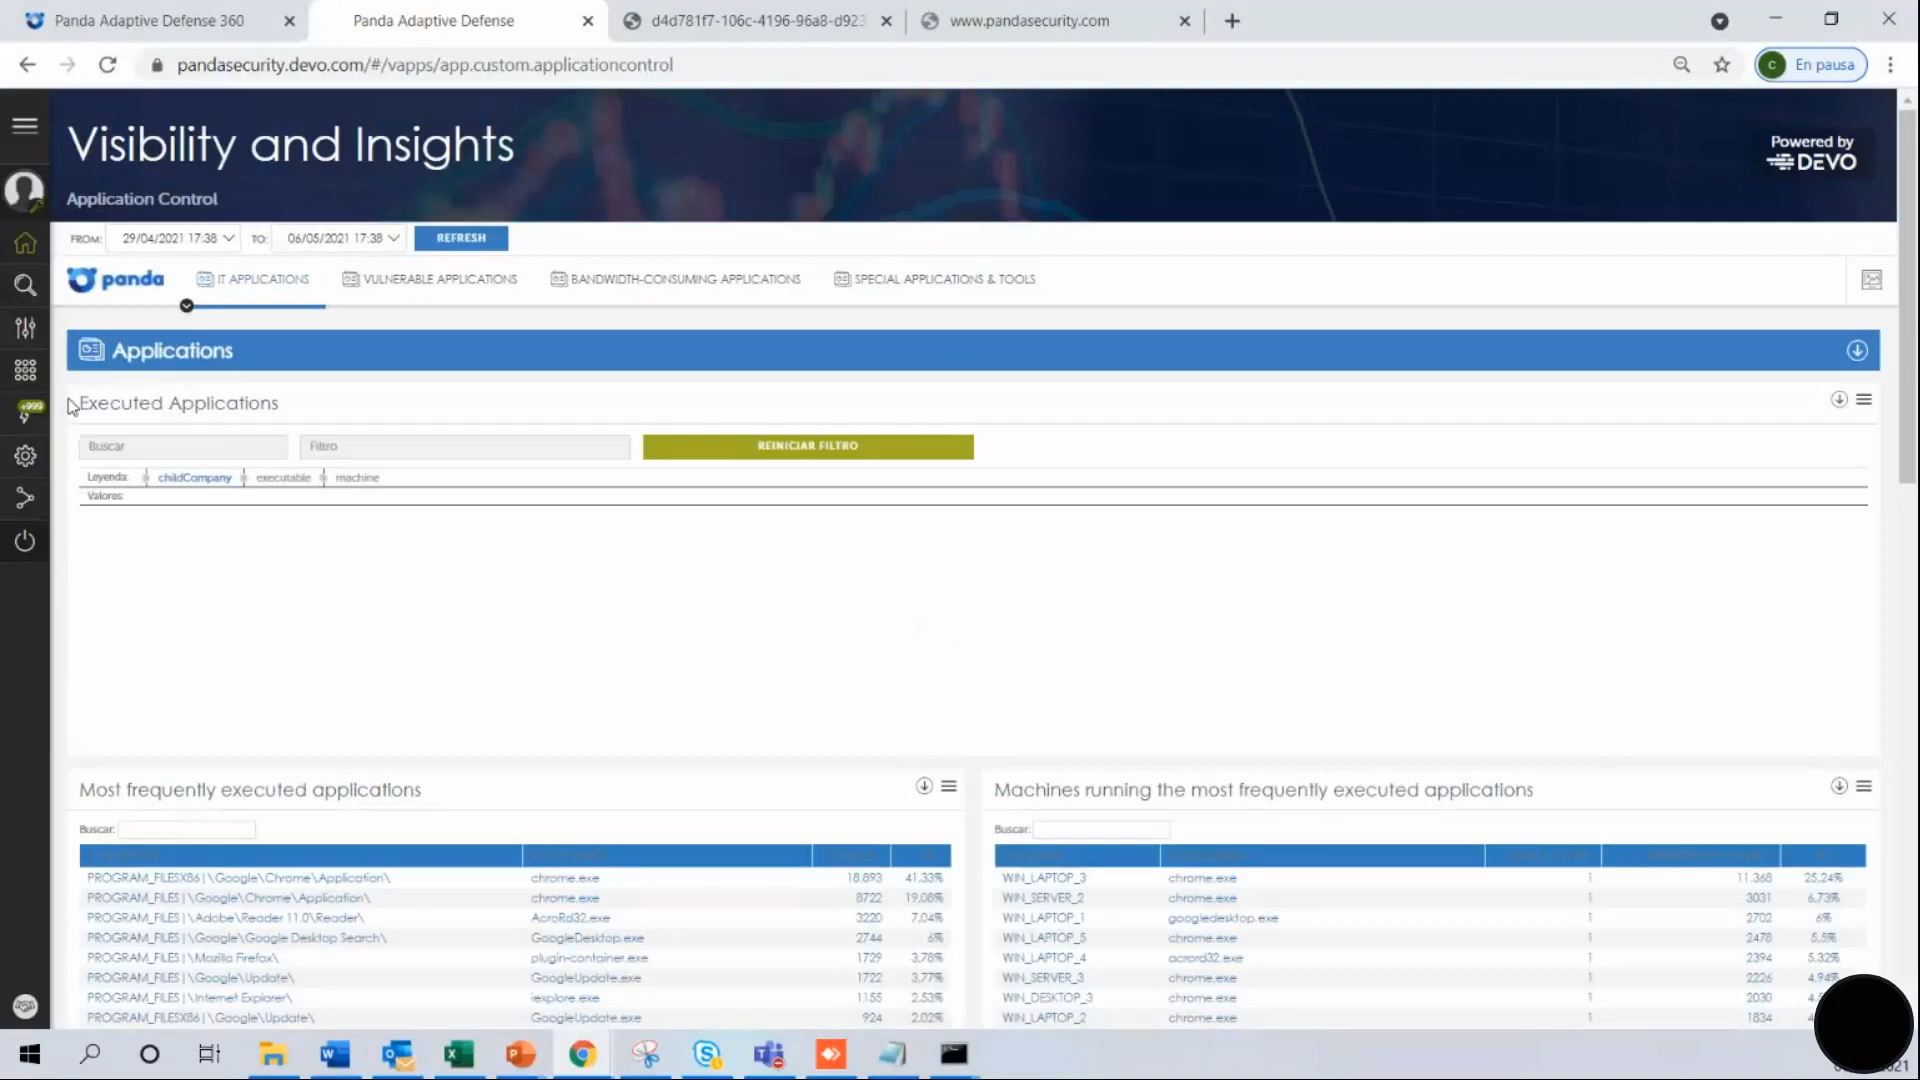 Panda Adaptive Defense 360
Panda Adaptive Defense
d4d781f7-106c-4196-96a8-d923
www.pandasecurity.com
pandasecurity.devo.com/#/vapps/app.custom.applicationcontrol
C En pausa
Visibility and Insights
Powered by
DEVO
Application Control
FROM: 29/04/2021 17:38 TO: 06/05/2021 17:38 REFRESH
panda IT APPLICATIONS VULNERABLE APPLICATIONS BANDWIDTH-CONSUMING APPLICATIONS SPECIAL APPLICATIONS & TOOLS
Applications
+999
Executed Applications
Buscar Filtro REINICIAR FILTRO
Leyenda: childCompany executable machine
Valores:
Most frequently executed applications
Buscar:
PROGRAM_FILESX86|\Google\Chrome\Application\ chrome.exe 18.893 41,33%
PROGRAM_FILES|\Google\Chrome\Application\ chrome.exe 8722 19,08%
PROGRAM_FILES|\Adobe\Reader 11.0\Reader\ AcroRd32.exe 3220 7,04%
PROGRAM_FILES|\Google\Google Desktop Search\ GoogleDesktop.exe 2744 6%
PROGRAM_FILES|\Mozilla Firefox\ plugin-container.exe 1729 3,78%
PROGRAM_FILES|\Google\Update\ GoogleUpdate.exe 1722 3,77%
PROGRAM_FILES|\Internet Explorer\ iexplore.exe 1155 2,53%
PROGRAM_FILESX86|\Google\Update\ GoogleUpdate.exe 924 2,02%
Machines running the most frequently executed applications
Buscar:
WIN_LAPTOP_3 chrome.exe 1 11.368 25,24%
WIN_SERVER_2 chrome.exe 1 3031 6,73%
WIN_LAPTOP_1 googledesktop.exe 1 2702 6%
WIN_LAPTOP_5 chrome.exe 1 2478 5,5%
WIN_LAPTOP_4 acrord32.exe 1 2394 5,32%
WIN_SERVER_3 chrome.exe 1 2226 4,94%
WIN_DESKTOP_3 chrome.exe 1 2030
WIN_LAPTOP_2 chrome.exe 1 1834